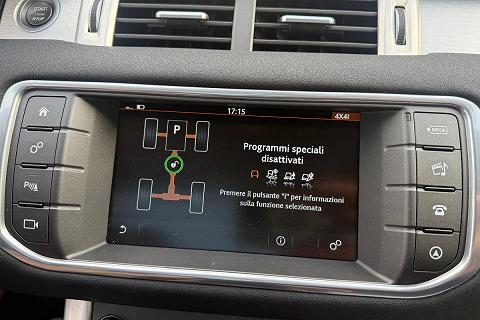 START
STOP
17:15
4X4I
P
Programmi speciali
disattivati
Premere il pulsante "i" per informazioni
sulla funzione selezionata
i
MODE
P